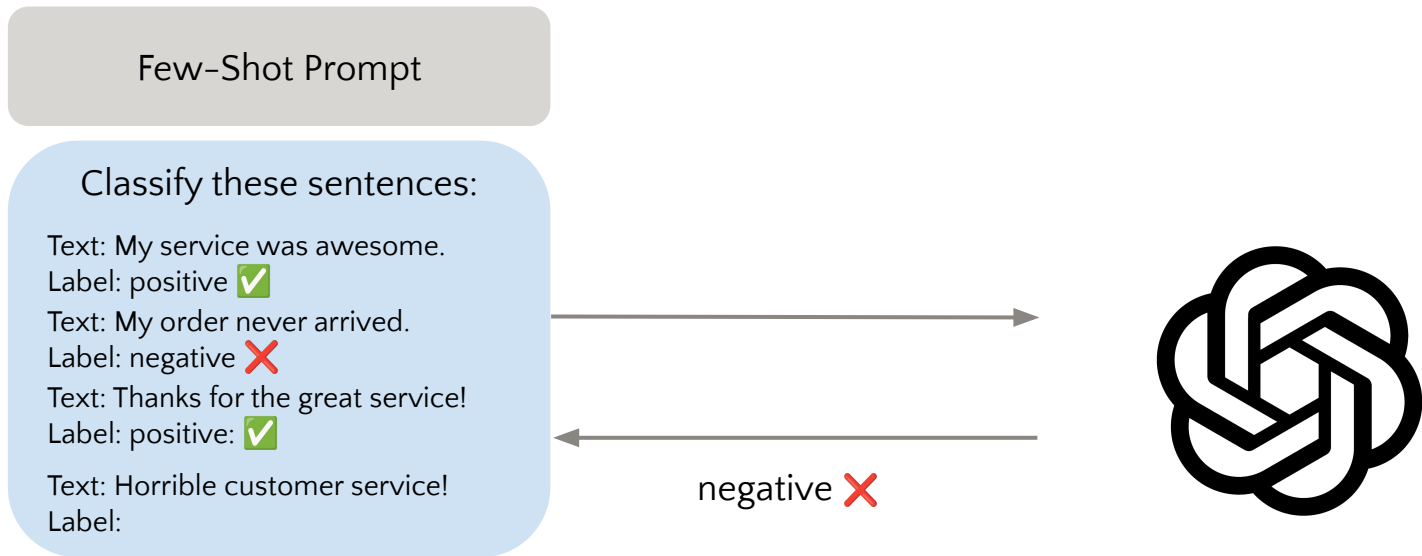 Few-Shot Prompt
Classify these sentences:
Text: My service was awesome.
Label: positive ✅
Text: My order never arrived.
Label: negative ❌
Text: Thanks for the great service!
Label: positive: ✅
Text: Horrible customer service!
Label:
negative ❌